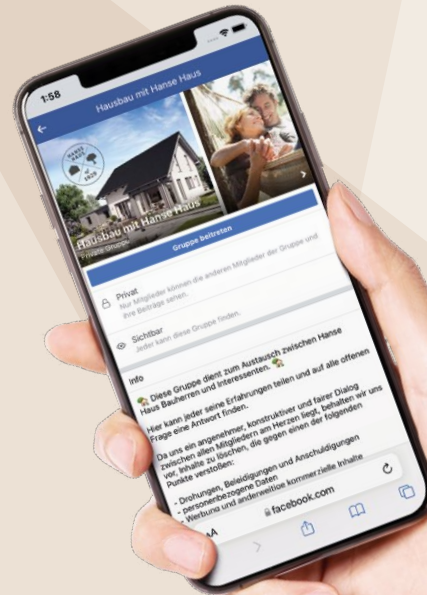 1:58
Hausbau mit Hanse Haus
HANSE
HAUS
seit
1929
Hausbau mit Hanse Haus
Private Gruppe
Gruppe beitreten
Privat
Nur Mitglieder können die anderen Mitglieder der Gruppe und
ihre Beiträge sehen.
Sichtbar
Jeder kann diese Gruppe finden.
Info
🏡 Diese Gruppe dient zum Austausch zwischen Hanse
Haus Bauherren und Interessenten. 🏡
Hier kann jeder seine Erfahrungen teilen und auf alle offenen
Frage eine Antwort finden.
Da uns ein angenehmer, konstruktiver und fairer Dialog
zwischen allen Mitgliedern am Herzen liegt, behalten wir uns
vor, Inhalte zu löschen, die gegen einen der folgenden
Punkte verstoßen:
- Drohungen, Beleidigungen und Anschuldigungen
- personenbezogene Daten
- Werbung und anderweitige kommerzielle Inhalte
AA
facebook.com